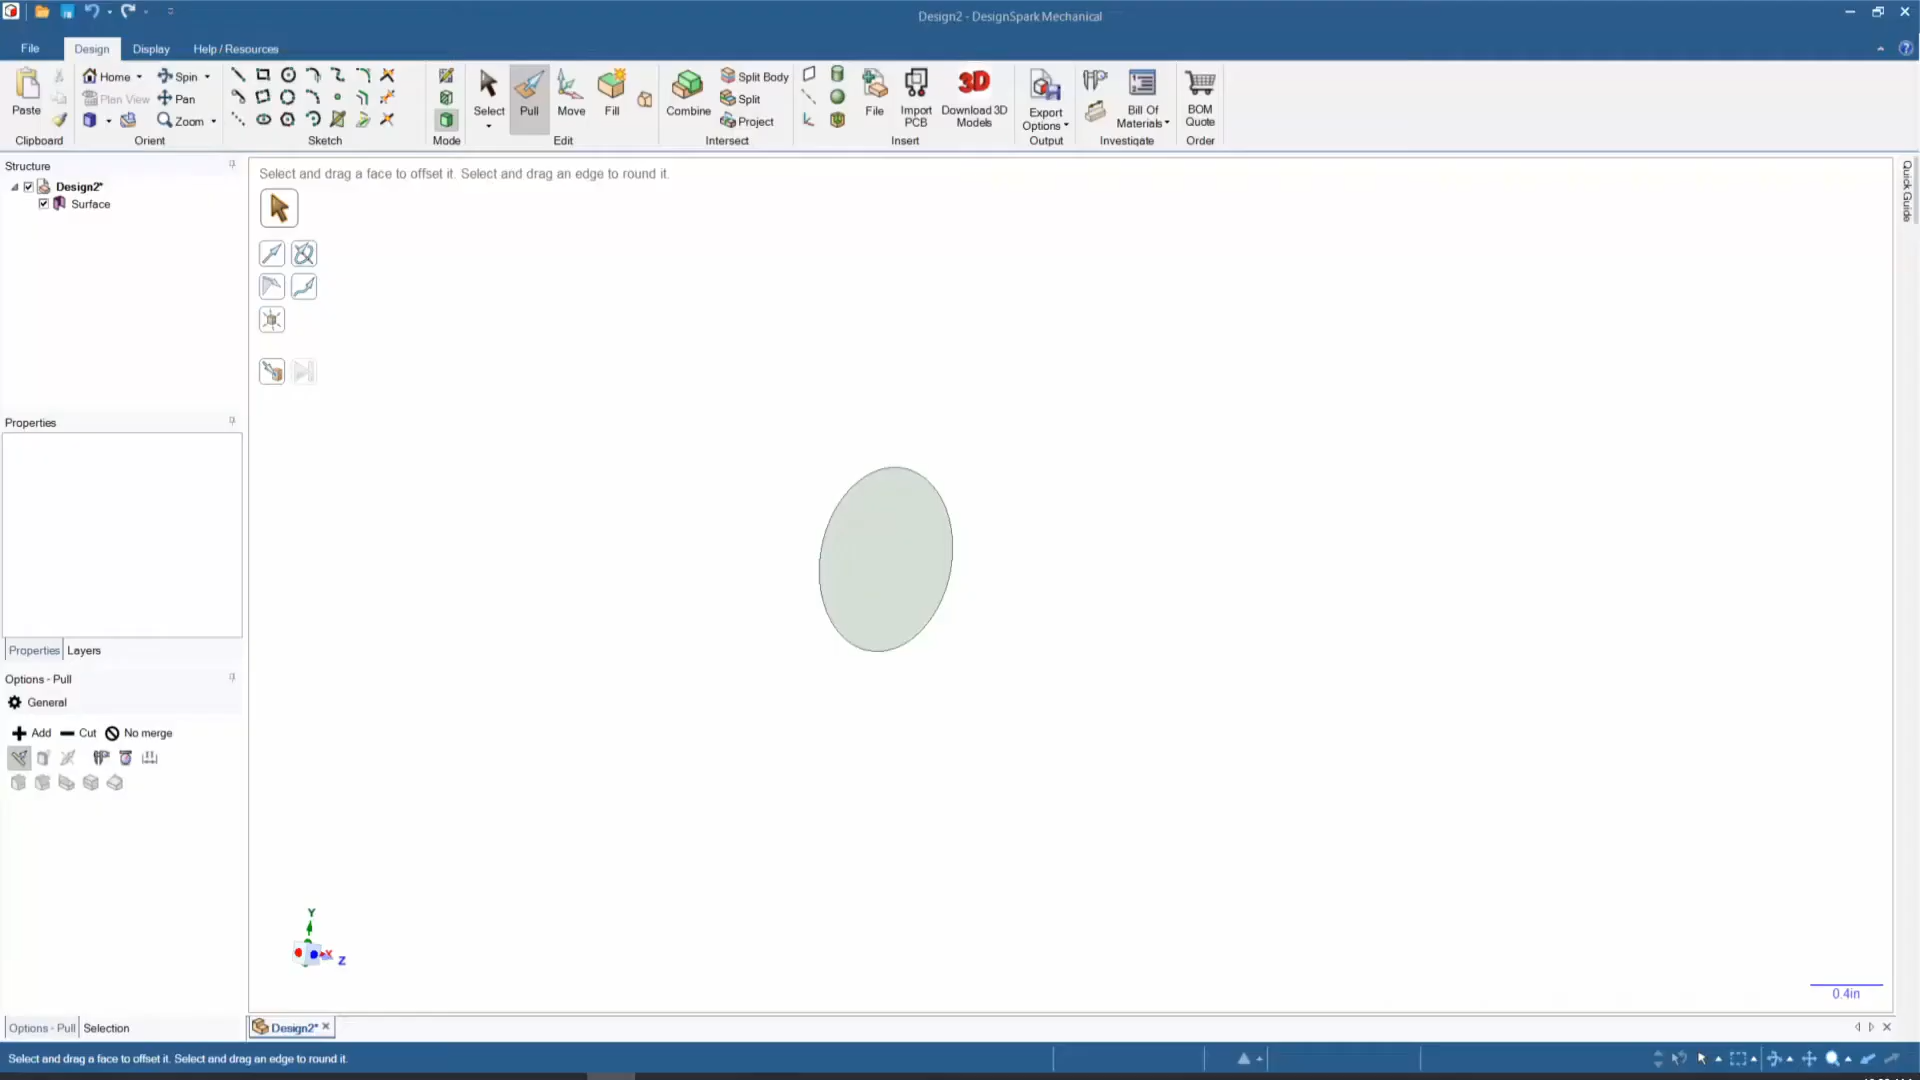 Design2 - DesignSpark Mechanical
File
Design
Display
Help / Resources
Paste
Clipboard
Home
Plan View
Spin
Pan
Zoom
Orient
Sketch
Mode
Select
Pull
Move
Fill
Edit
Combine
Split Body
Split
Project
Intersect
File
Import
PCB
Download 3D
Models
Insert
3D
Export
Options
Output
Bill Of
Materials
Investigate
BOM
Quote
Order
Structure
Design2*
Surface
Select and drag a face to offset it. Select and drag an edge to round it.
Quick Guide
Properties
Properties
Layers
Options - Pull
General
Add
Cut
No merge
Y
X
Z
0.4in
Options - Pull
Selection
Design2*
Select and drag a face to offset it. Select and drag an edge to round it.